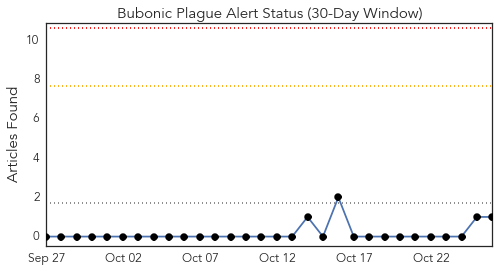 Bubonic Plague Alert Status (30-Day Window)
Articles Found
10
8
6
4
2
0
Sep 27 Oct 02 Oct 07 Oct 12 Oct 17 Oct 22